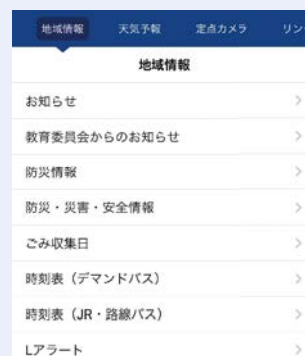 地域情報 天気予報 定点カメラ リン
地域情報
お知らせ
教育委員会からのお知らせ
防災情報
防災・災害・安全情報
ごみ収集日
時刻表（デマンドバス）
時刻表（JR・路線バス）
Lアラート